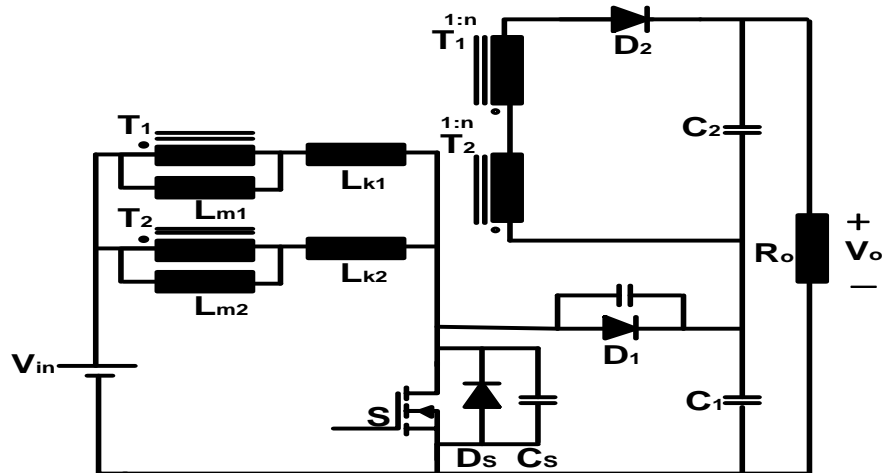 1:n
T1
D2
1:n
T2
C2
T1
Lk1
Lm1
T2
Lk2
Lm2
Ro
+
Vo
−
Vin
D1
S
C1
Ds
Cs